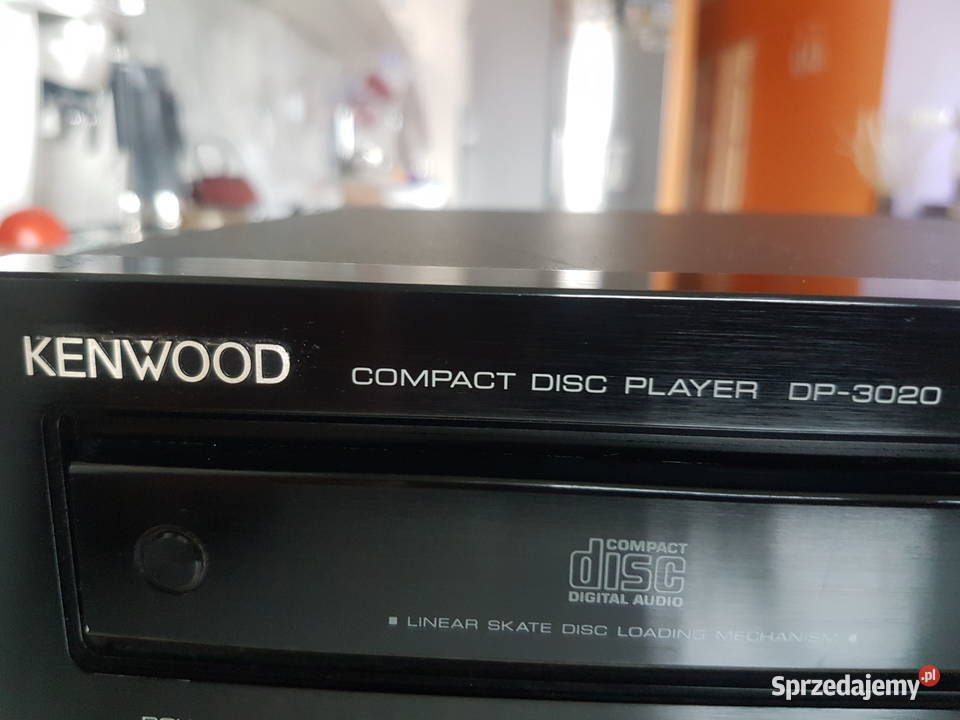 KENWOOD
COMPACT DISC PLAYER DP-3020
COMPACT
disc
DIGITAL AUDIO
LINEAR SKATE DISC LOADING MECHANISM
Sprzedajemy.pl